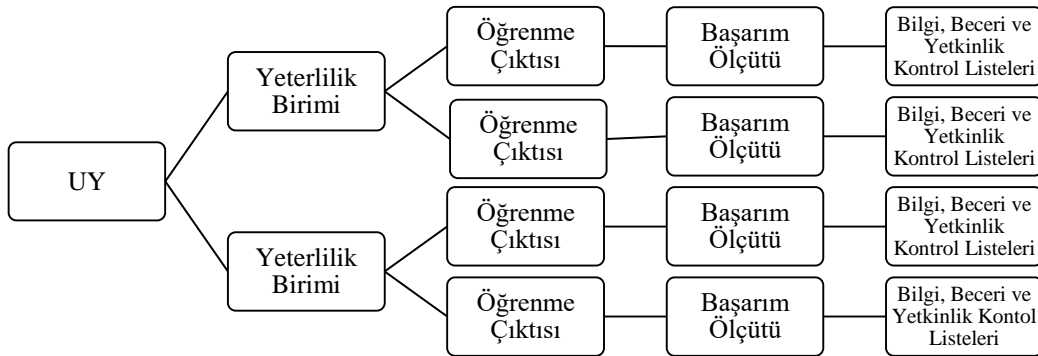 UY
Yeterlilik
Birimi
Öğrenme
Çıktısı
Başarım
Ölçütü
Bilgi, Beceri ve
Yetkinlik
Kontrol Listeleri
Öğrenme
Çıktısı
Başarım
Ölçütü
Bilgi, Beceri ve
Yetkinlik
Kontrol Listeleri
Yeterlilik
Birimi
Öğrenme
Çıktısı
Başarım
Ölçütü
Bilgi, Beceri ve
Yetkinlik
Kontrol Listeleri
Öğrenme
Çıktısı
Başarım
Ölçütü
Bilgi, Beceri ve
Yetkinlik Kontol
Listeleri